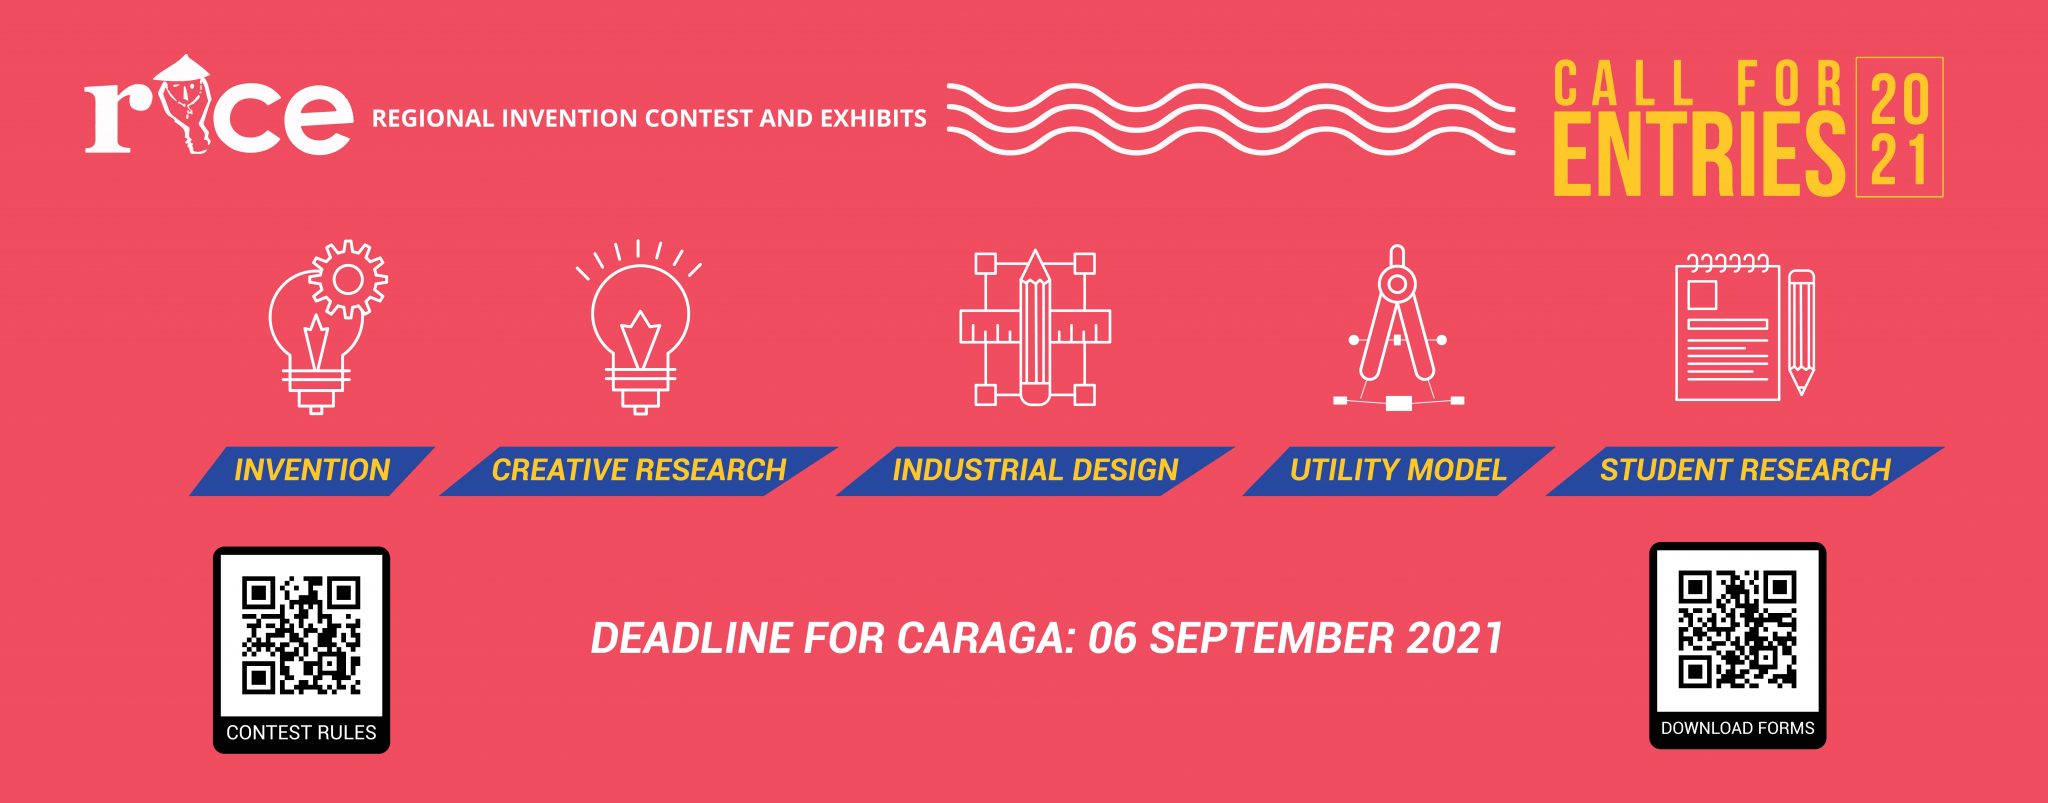 rice REGIONAL INVENTION CONTEST AND EXHIBITS
CALL FOR
ENTRIES
20
21
INVENTION
CREATIVE RESEARCH
INDUSTRIAL DESIGN
UTILITY MODEL
STUDENT RESEARCH
DEADLINE FOR CARAGA: 06 SEPTEMBER 2021
CONTEST RULES
DOWNLOAD FORMS